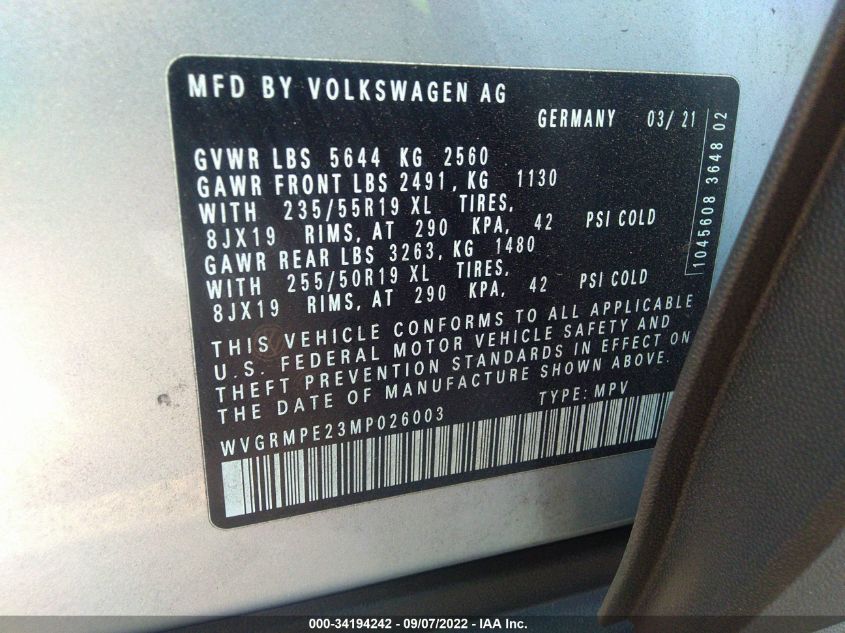 MFD BY VOLKSWAGEN AG
GERMANY 03/21
GVWR LBS 5644 KG 2560
GAWR FRONT LBS 2491, KG 1130
WITH 235/55R19 XL TIRES,
8JX19 RIMS, AT 290 KPA, 42 PSI COLD
GAWR REAR LBS 3263, KG 1480
WITH 255/50R19 XL TIRES,
8JX19 RIMS, AT 290 KPA, 42 PSI COLD
THIS VEHICLE CONFORMS TO ALL APPLICABLE
U.S. FEDERAL MOTOR VEHICLE SAFETY AND
THEFT PREVENTION STANDARDS IN EFFECT ON
THE DATE OF MANUFACTURE SHOWN ABOVE.
TYPE: MPV
WVGRMPE23MP026003
1045608 3648 02
000-34194242 - 09/07/2022 - IAA Inc.